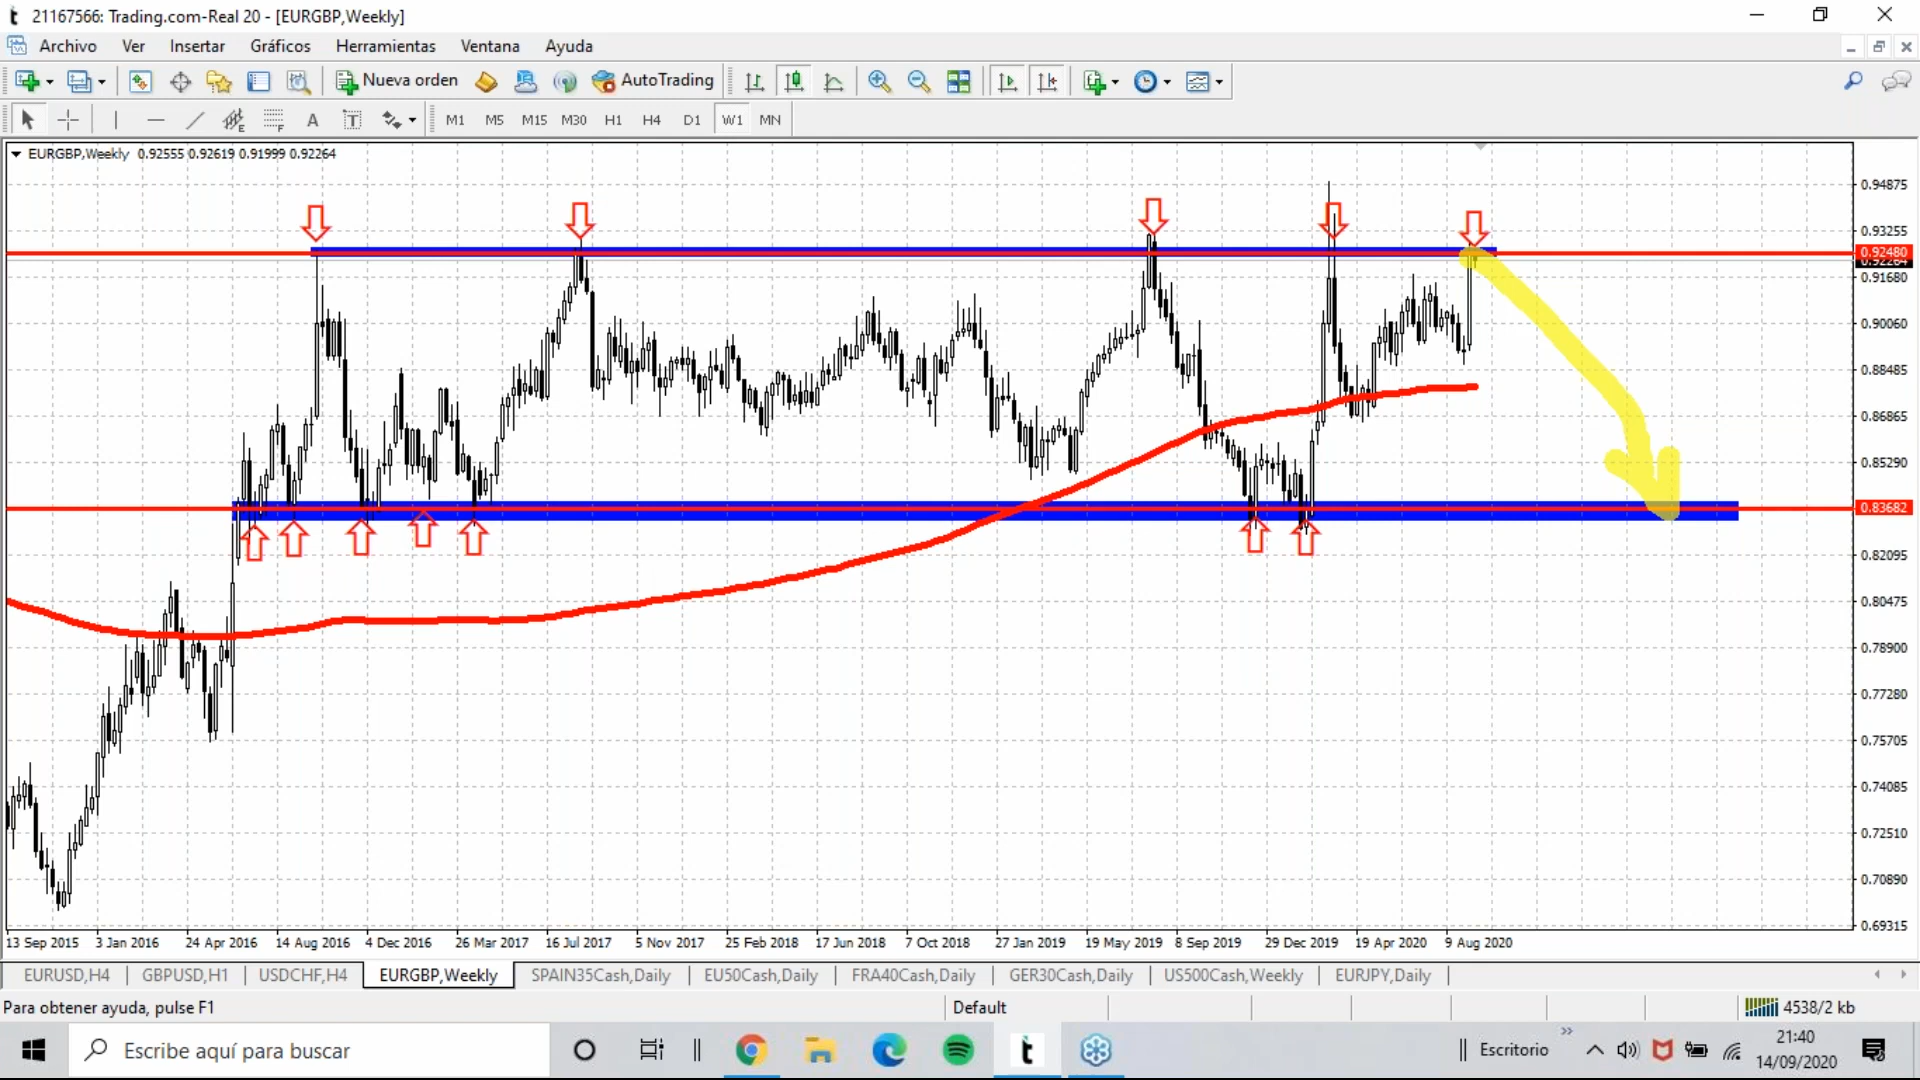 21167566: Trading.com-Real 20 - [EURGBP,Weekly]
Archivo Ver Insertar Gráficos Herramientas Ventana Ayuda
Nueva orden AutoTrading
A T M1 M5 M15 M30 H1 H4 D1 W1 MN
EURGBP,Weekly 0.92555 0.92619 0.91999 0.92264
0.94875
0.93255
0.92480
0.92264
0.91680
0.90060
0.88485
0.86865
0.85290
0.83682
0.82095
0.80475
0.78900
0.77280
0.75705
0.74085
0.72510
0.70890
0.69315
13 Sep 2015 3 Jan 2016 24 Apr 2016 14 Aug 2016 4 Dec 2016 26 Mar 2017 16 Jul 2017 5 Nov 2017 25 Feb 2018 17 Jun 2018 7 Oct 2018 27 Jan 2019 19 May 2019 8 Sep 2019 29 Dec 2019 19 Apr 2020 9 Aug 2020
EURUSD,H4 GBPUSD,H1 USDCHF,H4 EURGBP,Weekly SPAIN35Cash,Daily EU50Cash,Daily FRA40Cash,Daily GER30Cash,Daily US500Cash,Weekly EURJPY,Daily
Para obtener ayuda, pulse F1 Default 4538/2 kb
Escribe aquí para buscar Escritorio 21:40
14/09/2020